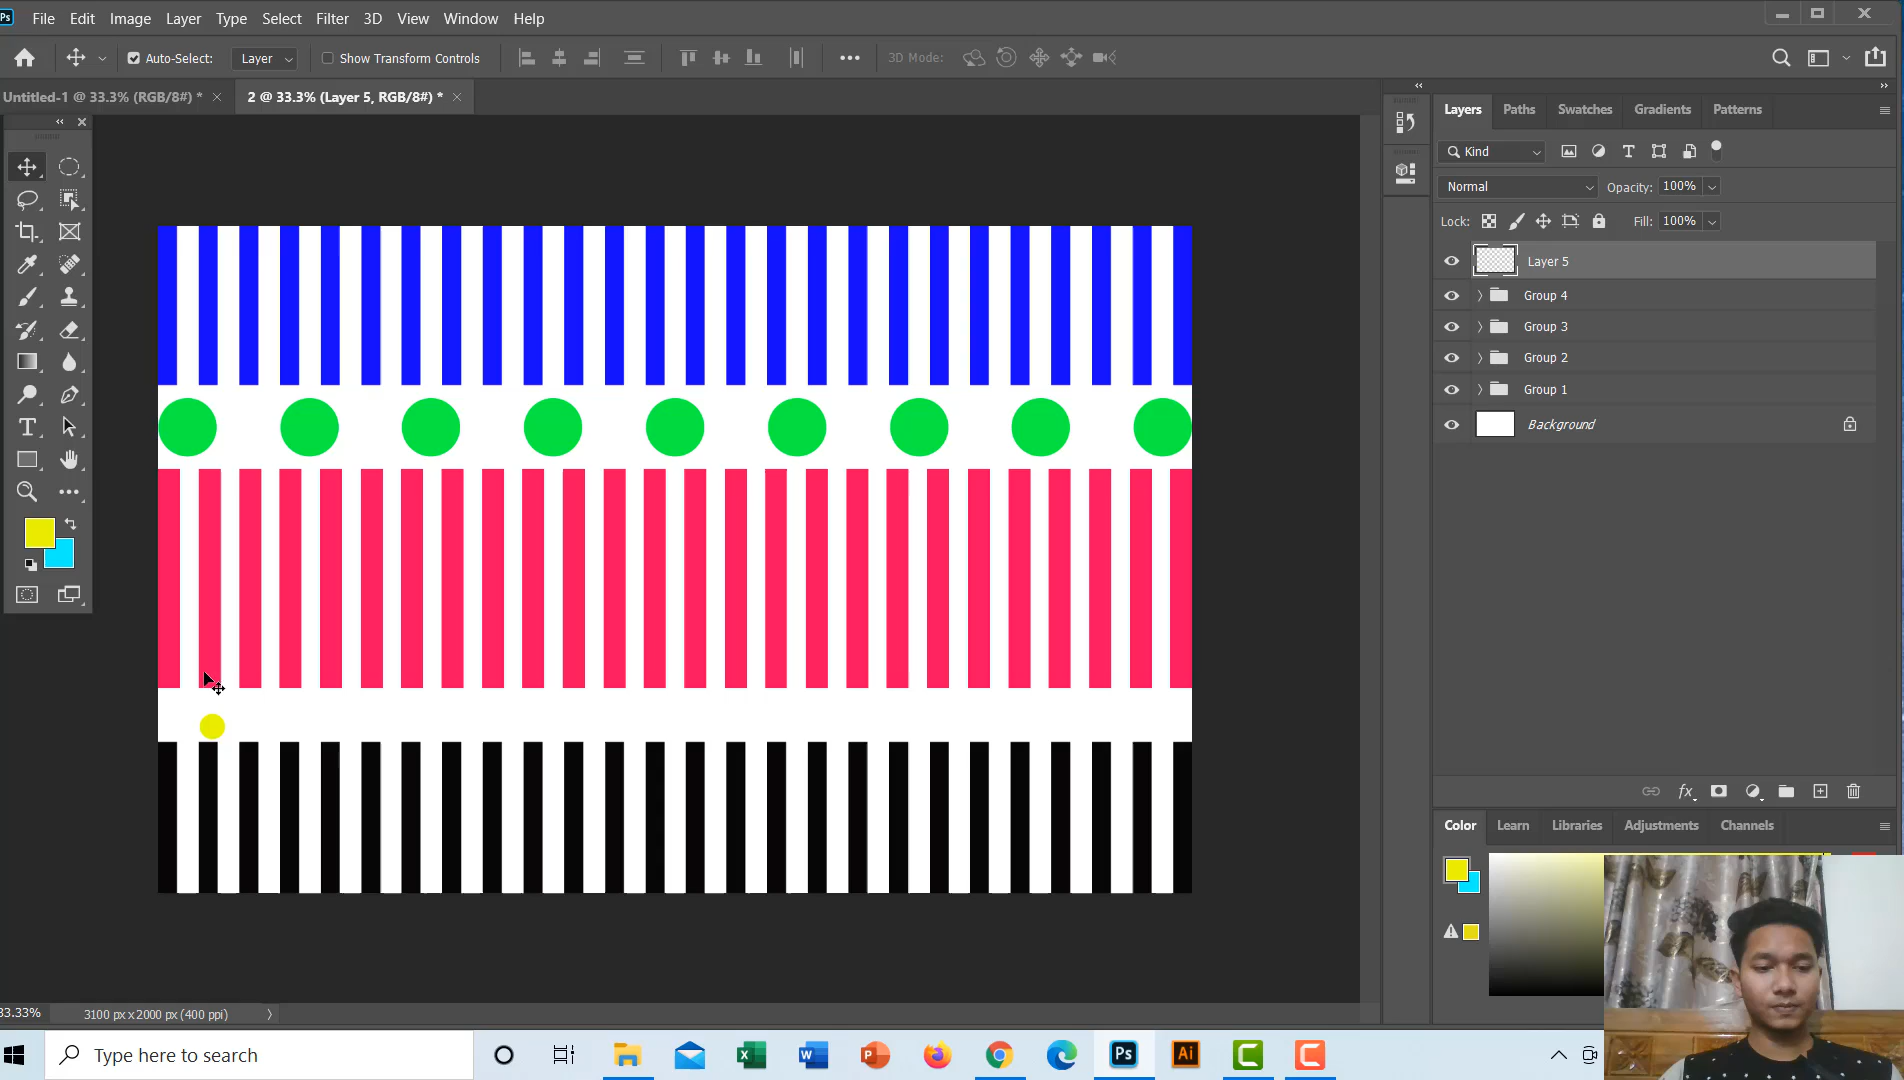 Ps File Edit Image Layer Type Select Filter 3D View Window Help
Auto-Select: Layer Show Transform Controls 3D Mode:
Untitled-1 @ 33.3% (RGB/8#) * 2 @ 33.3% (Layer 5, RGB/8#) *
Layers Paths Swatches Gradients Patterns
Kind
Normal Opacity: 100%
Lock: Fill: 100%
Layer 5
Group 4
Group 3
Group 2
Group 1
Background
Color Learn Libraries Adjustments Channels
3100 px x 2000 px (400 ppi)
Type here to search
Ps Ai